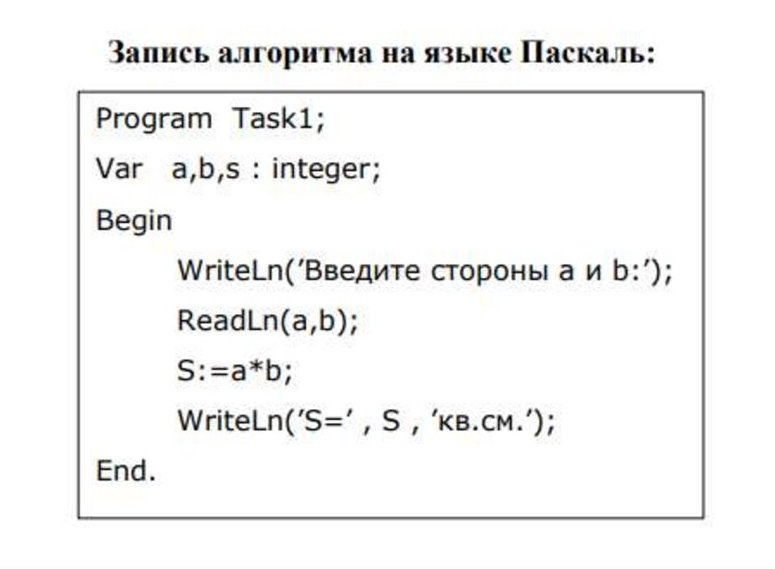 Запись алгоритма на языке Паскаль:
Program Task1;
Var a,b,s : integer;
Begin
WriteLn(’Введите стороны a и b:’);
ReadLn(a,b);
S:=a*b;
WriteLn(’S=’ , S , ’кв.см.’);
End.